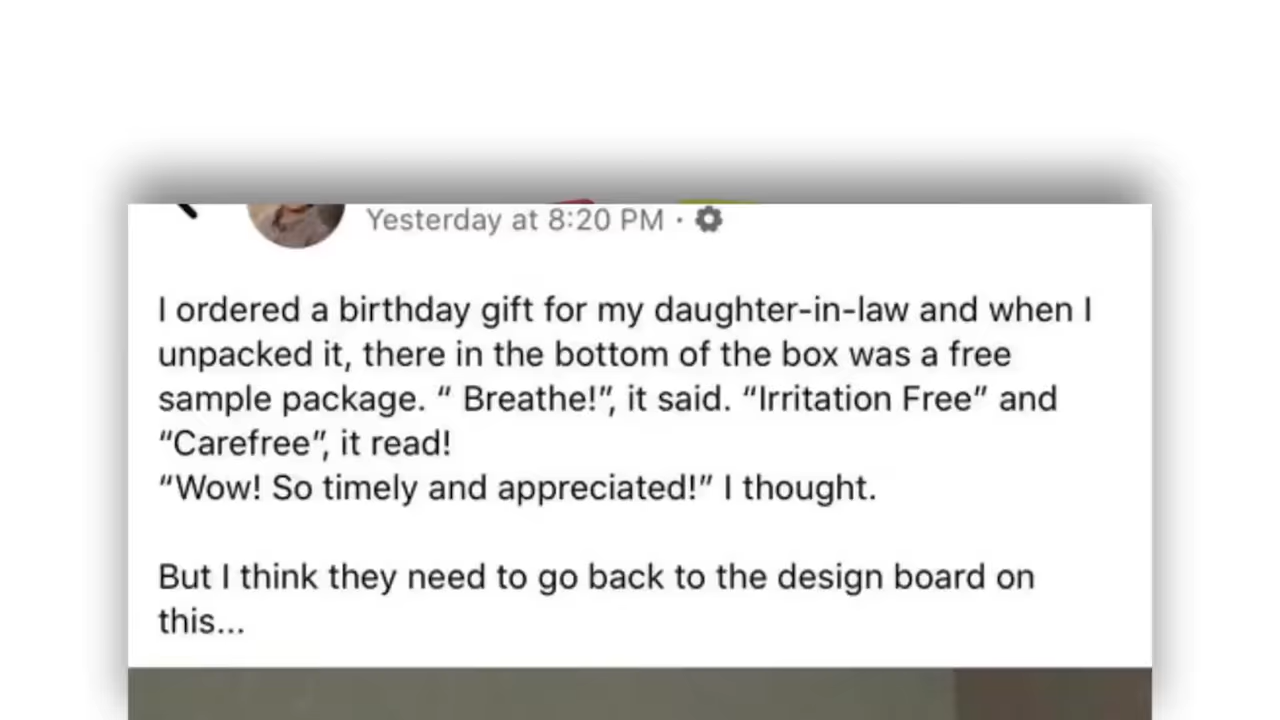 Yesterday at 8:20 PM ·
I ordered a birthday gift for my daughter-in-law and when I
unpacked it, there in the bottom of the box was a free
sample package. “ Breathe!”, it said. “Irritation Free” and
“Carefree”, it read!
“Wow! So timely and appreciated!” I thought.
But I think they need to go back to the design board on
this...